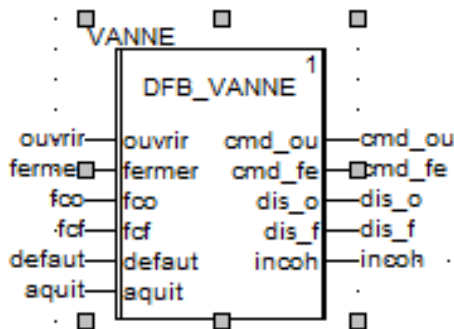 VANNE
1
DFB_VANNE
ouvrir ouvrir cmd_ou cmd_ou
fermer fermer cmd_fe cmd_fe
fco fco dis_o dis_o
fcf fcf dis_f dis_f
defaut defaut incoh incoh
aquit aquit